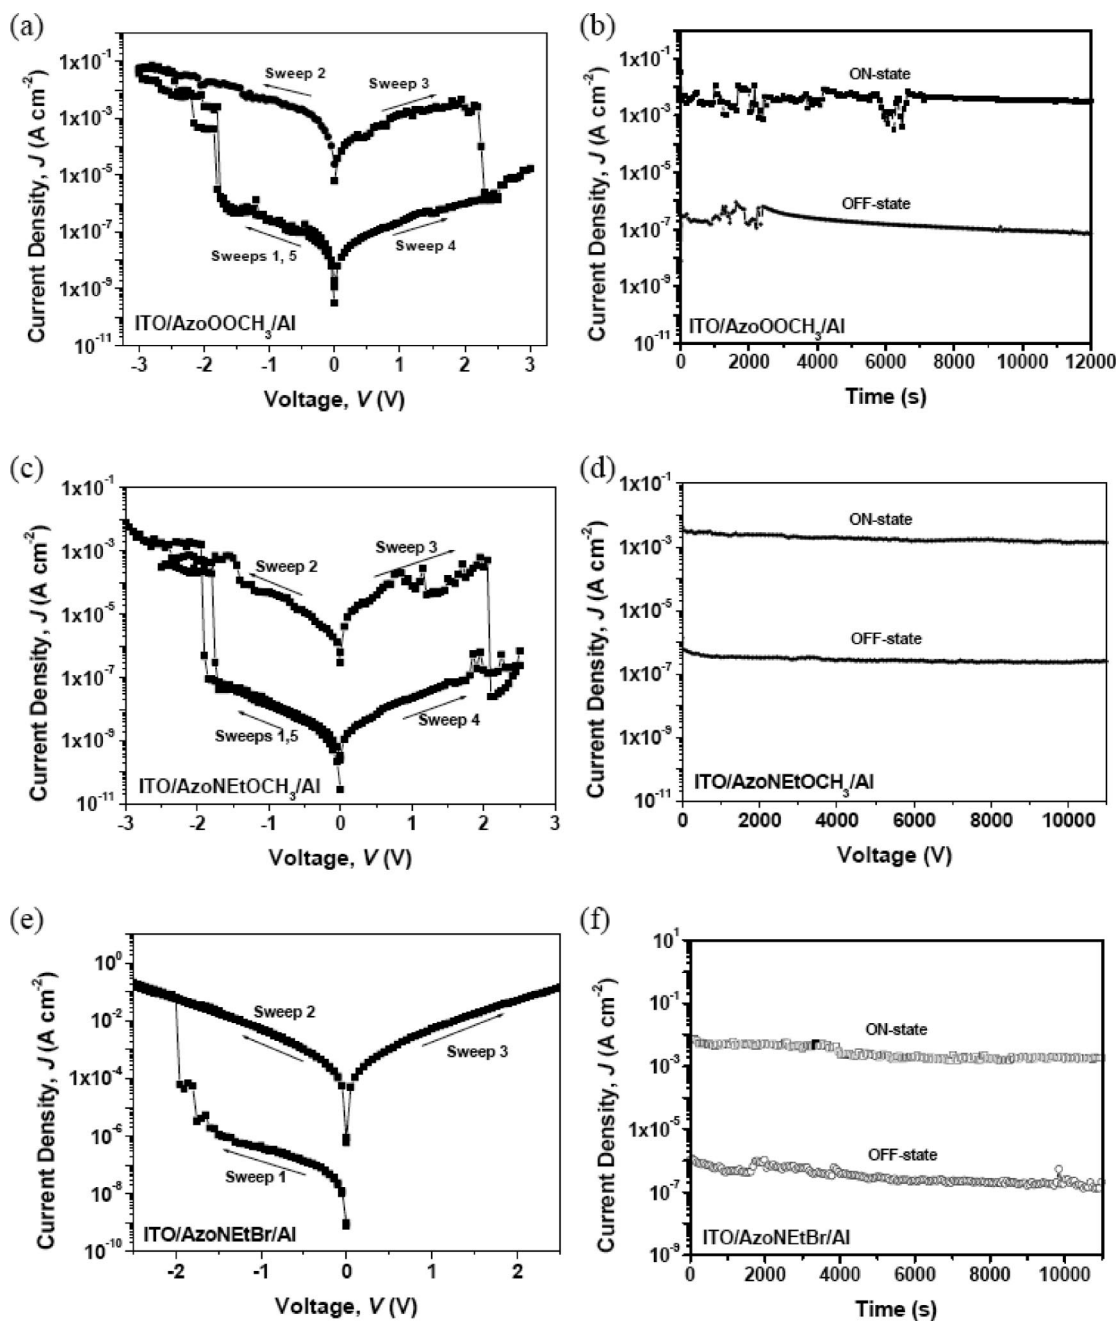 (a)
Current Density, J (A cm-2)
1x10-1
1x10-3
1x10-5
1x10-7
1x10-9
10-11
Sweep 2
Sweep 3
Sweeps 1, 5
Sweep 4
ITO/AzoOOCH3/Al
-3 -2 -1 0 1 2 3
Voltage, V (V)
(b)
Current Density, J (A cm-2)
1x10-1
1x10-3
1x10-5
1x10-7
1x10-9
10-11
ON-state
OFF-state
ITO/AzoOOCH3/Al
0 2000 4000 6000 8000 10000 12000
Time (s)
(c)
Current Density, J (A cm-2)
1x10-1
1x10-3
1x10-5
1x10-7
1x10-9
10-11
Sweep 2
Sweep 3
Sweeps 1,5
Sweep 4
ITO/AzoNEtOCH3/Al
-3 -2 -1 0 1 2 3
Voltage, V (V)
(d)
Current Density, J (A cm-2)
1x10-1
1x10-3
1x10-5
1x10-7
1x10-9
10-11
ON-state
OFF-state
ITO/AzoNEtOCH3/Al
0 2000 4000 6000 8000 10000
Voltage (V)
(e)
Current Density, J (A cm-2)
10 0
10-2
1x10-4
10-6
10-8
10-10
Sweep 2
Sweep 3
Sweep 1
ITO/AzoNEtBr/Al
-2 -1 0 1 2
Voltage, V (V)
(f)
Current Density, J (A cm-2)
10 1
10-1
10-3
1x10-5
10-7
10-9
ON-state
OFF-state
ITO/AzoNEtBr/Al
0 2000 4000 6000 8000 10000
Time (s)